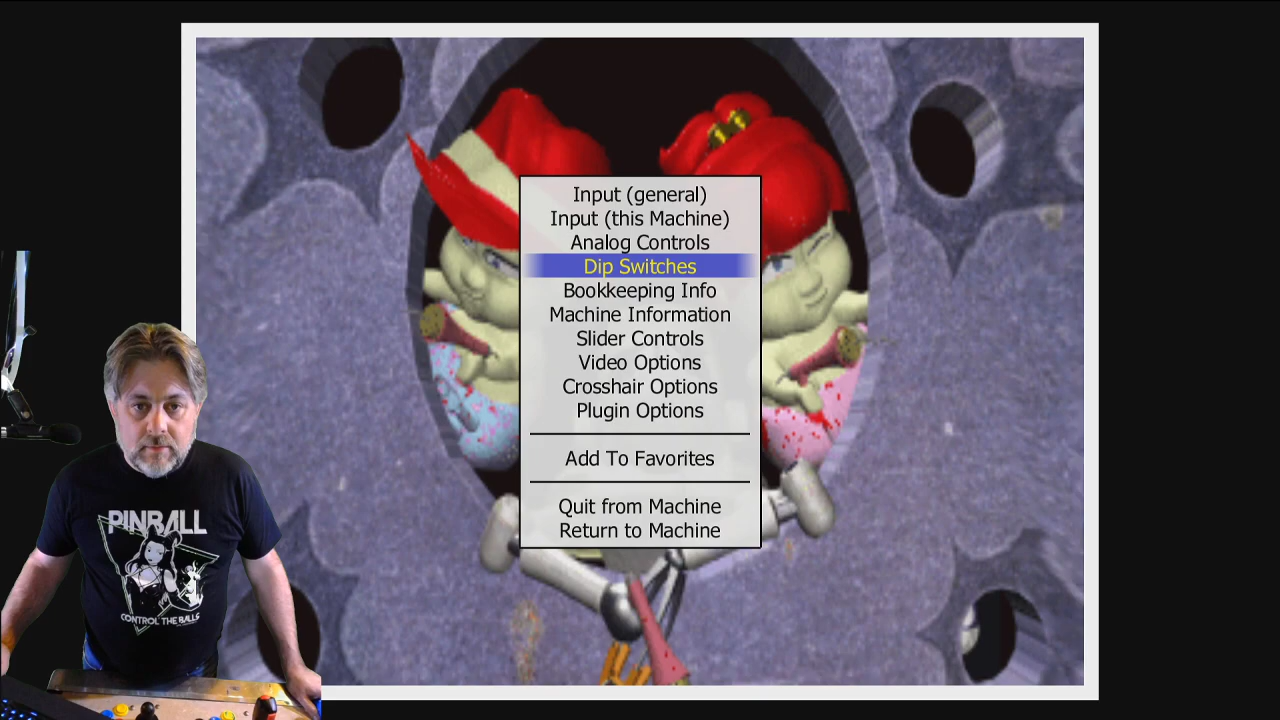 Input (general)
Input (this Machine)
Analog Controls
Dip Switches
Bookkeeping Info
Machine Information
Slider Controls
Video Options
Crosshair Options
Plugin Options
Add To Favorites
Quit from Machine
Return to Machine
PINBALL
CONTROL THE BALLS